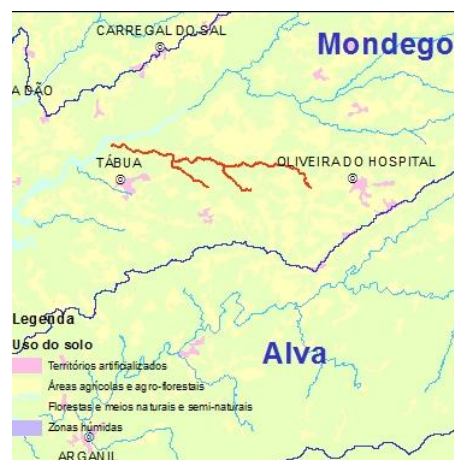 CARREGAL DO SAL
Mondego
A DÃO
TÁBUA
OLIVEIRA DO HOSPITAL
Alva
Legenda
Uso do solo
Territórios artificializados
Áreas agrícolas e agro-florestais
Florestas e meios naturais e semi-naturais
Zonas húmidas
ARGANIL